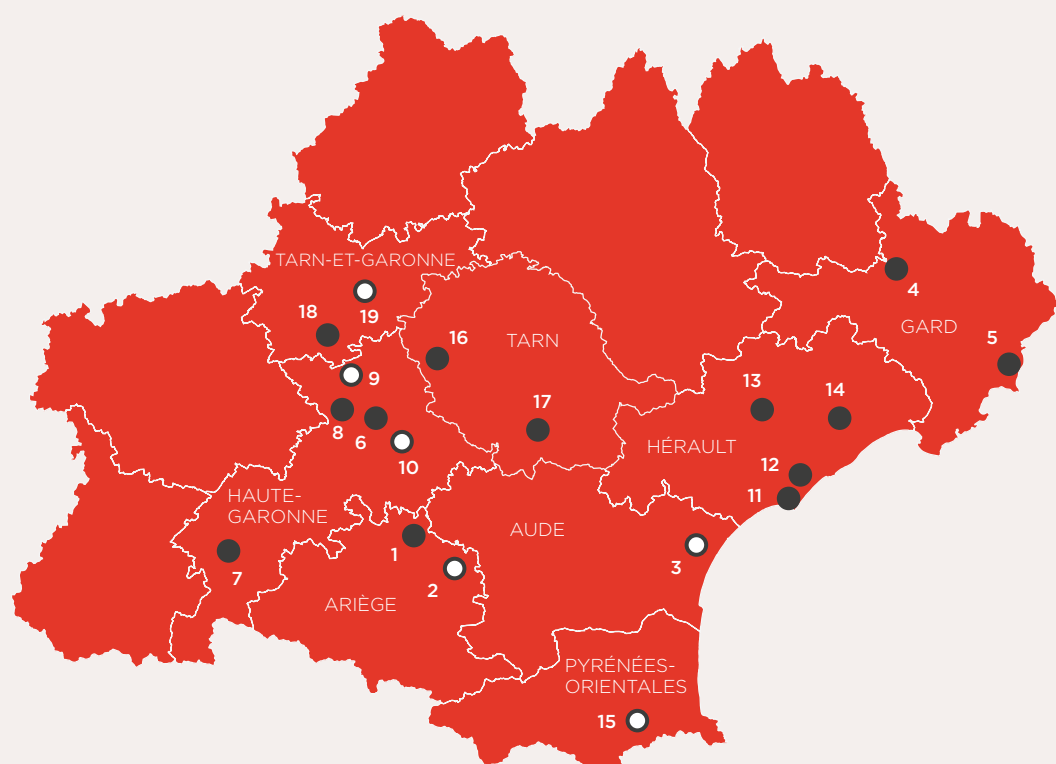 TARN-ET-GARONNE
4
18
19
GARD
16
TARN
5
9
13
14
17
8
6
HÉRAULT
10
12
HAUTE-
GARONNE
11
AUDE
1
3
7
2
ARIÈGE
PYRÉNÉES-
ORIENTALES
15